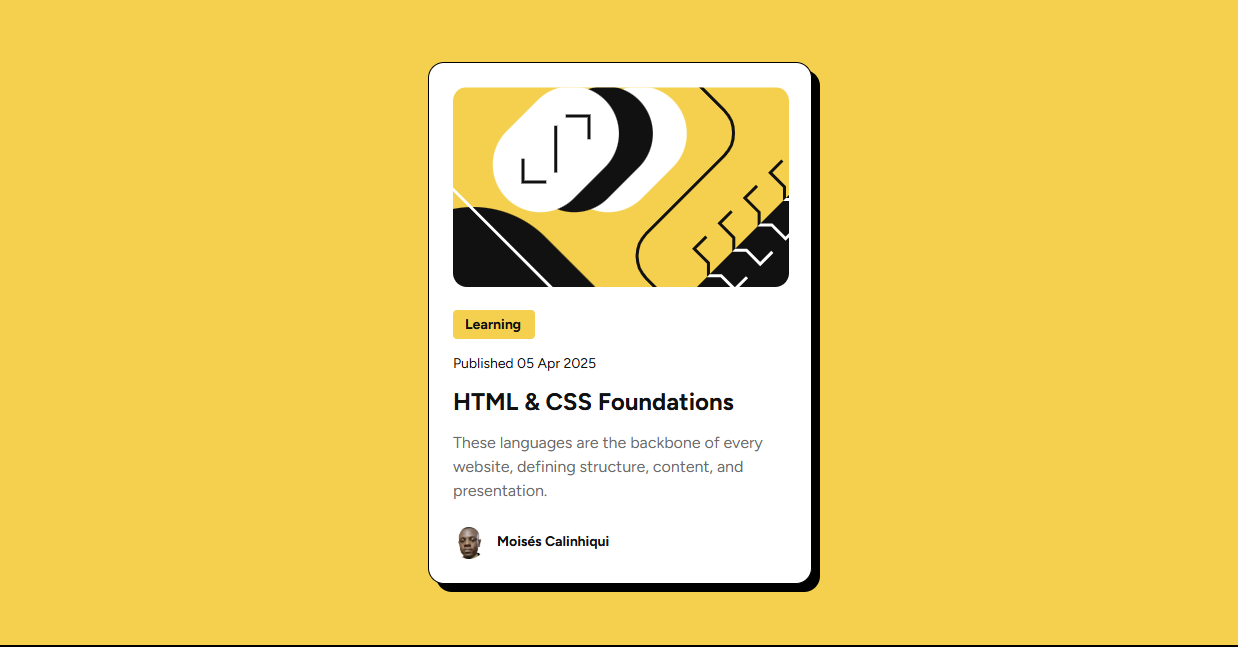 Learning
Published 05 Apr 2025
HTML & CSS Foundations
These languages are the backbone of every
website, defining structure, content, and
presentation.
Moisés Calinhiqui